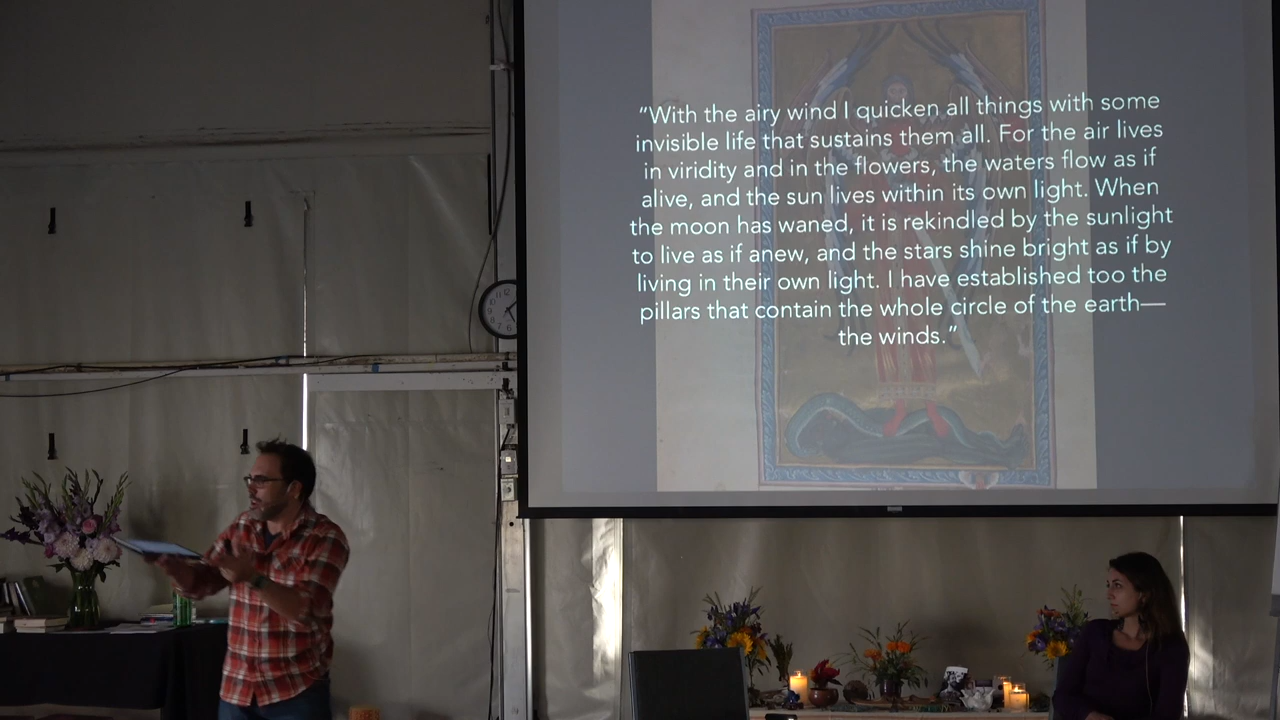 “With the airy wind I quicken all things with some
invisible life that sustains them all. For the air lives
in viridity and in the flowers, the waters flow as if
alive, and the sun lives within its own light. When
the moon has waned, it is rekindled by the sunlight
to live as if anew, and the stars shine bright as if by
living in their own light. I have established too the
pillars that contain the whole circle of the earth—
the winds.”